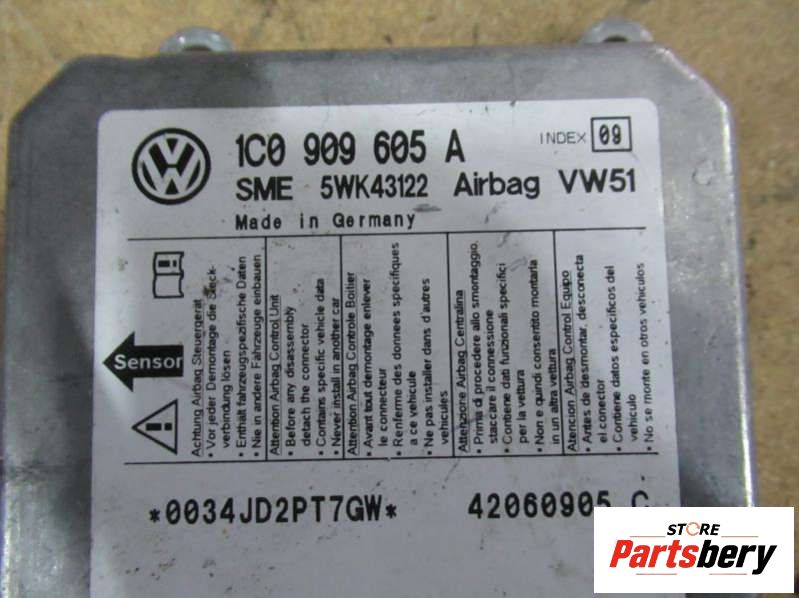 1C0 909 605 A
INDEX 09
SME 5WK43122 Airbag VW51
Made in Germany
Sensor
Achtung Airbag Steuergerät
• Vor jeder Demontage die Steck-
verbindung lösen
• Enthält fahrzeugspezifische Daten
• Nie in andere Fahrzeuge einbauen
Attention Airbag Control Unit
• Before any disassembly
detach the connector
• Contains specific vehicle data
• Never install in another car
Attention Airbag Controle Boitier
• Avant tout demontage enlever
le connecteur
• Renferme des données specifiques
a ce vehicule
• Ne pas installer dans d'autres
vehicules
Attenzione Airbag Centralina
• Prima di procedere allo smontaggio,
staccare il connessione
• Contiene dati funzionali specifici
per la vettura
• Non e quindi consentito montarla
in un altra vettura
Atencion Airbag Control Equipo
• Antes de desmontar, desconecta
el conector
• Contiene datos especificos del
vehiculo
• No se monte en otros vehiculos
*0034JD2PT7GW*
42060905 C
STORE
Partsbery